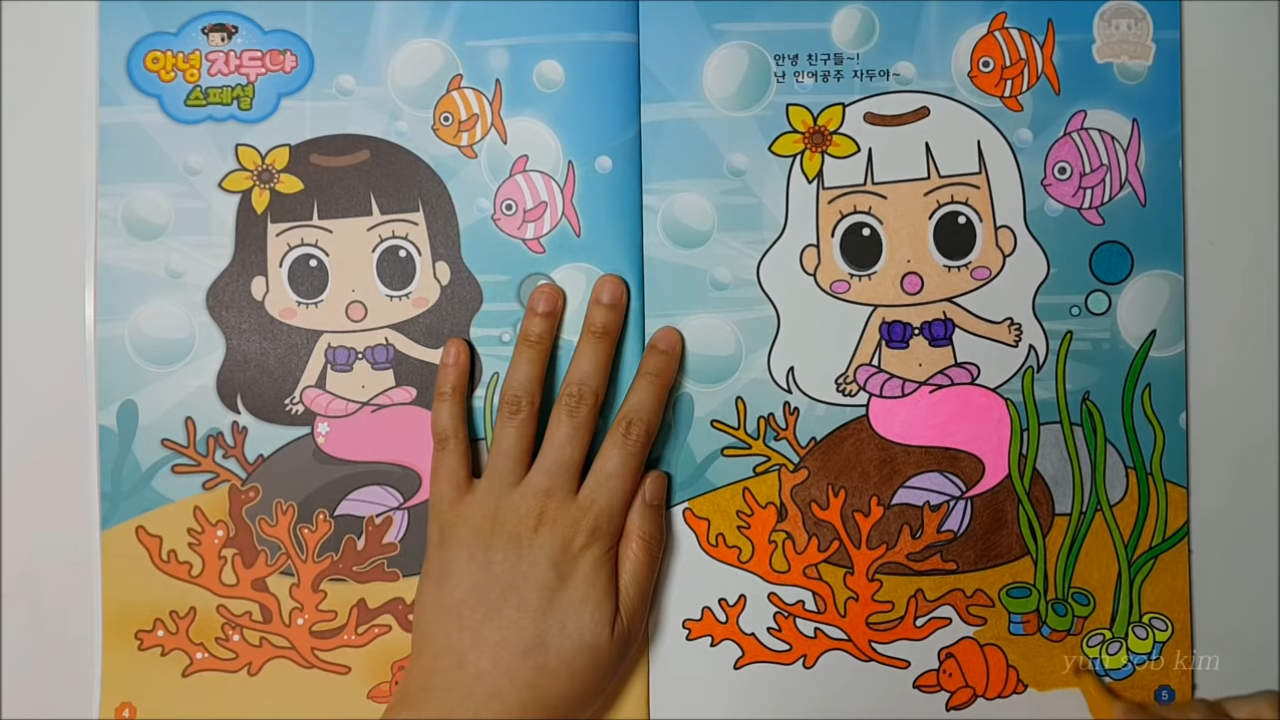 안녕 자두야
스페셜
안녕 친구들~!
난 인어공주 자두야~
4
5
yun sob kim